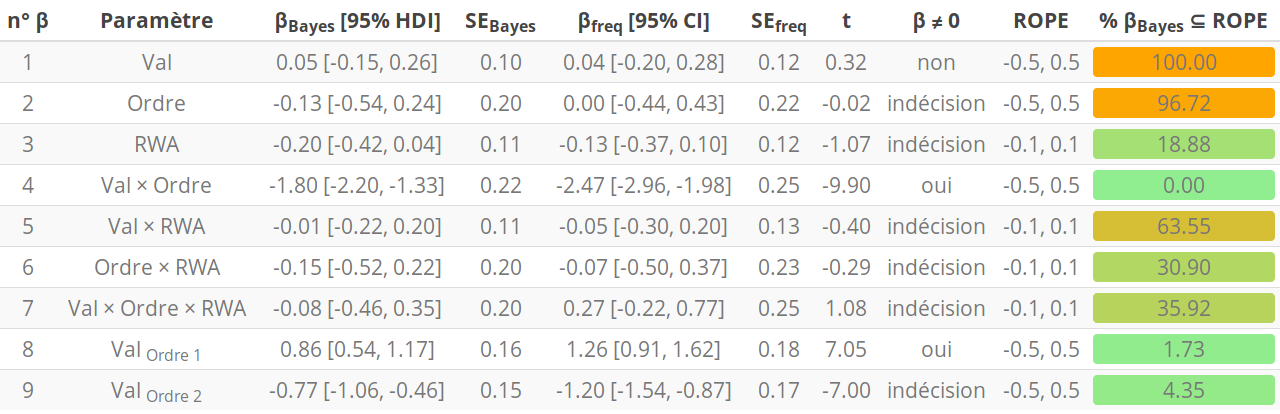 n° β Paramètre βBayes [95% HDI] SEBayes βfreq [95% CI] SEfreq t β ≠ 0 ROPE % βBayes ⊆ ROPE
1 Val 0.05 [-0.15, 0.26] 0.10 0.04 [-0.20, 0.28] 0.12 0.32 non -0.5, 0.5 100.00
2 Ordre -0.13 [-0.54, 0.24] 0.20 0.00 [-0.44, 0.43] 0.22 -0.02 indécision -0.5, 0.5 96.72
3 RWA -0.20 [-0.42, 0.04] 0.11 -0.13 [-0.37, 0.10] 0.12 -1.07 indécision -0.1, 0.1 18.88
4 Val × Ordre -1.80 [-2.20, -1.33] 0.22 -2.47 [-2.96, -1.98] 0.25 -9.90 oui -0.5, 0.5 0.00
5 Val × RWA -0.01 [-0.22, 0.20] 0.11 -0.05 [-0.30, 0.20] 0.13 -0.40 indécision -0.1, 0.1 63.55
6 Ordre × RWA -0.15 [-0.52, 0.22] 0.20 -0.07 [-0.50, 0.37] 0.23 -0.29 indécision -0.1, 0.1 30.90
7 Val × Ordre × RWA -0.08 [-0.46, 0.35] 0.20 0.27 [-0.22, 0.77] 0.25 1.08 indécision -0.1, 0.1 35.92
8 Val Ordre 1 0.86 [0.54, 1.17] 0.16 1.26 [0.91, 1.62] 0.18 7.05 oui -0.5, 0.5 1.73
9 Val Ordre 2 -0.77 [-1.06, -0.46] 0.15 -1.20 [-1.54, -0.87] 0.17 -7.00 indécision -0.5, 0.5 4.35